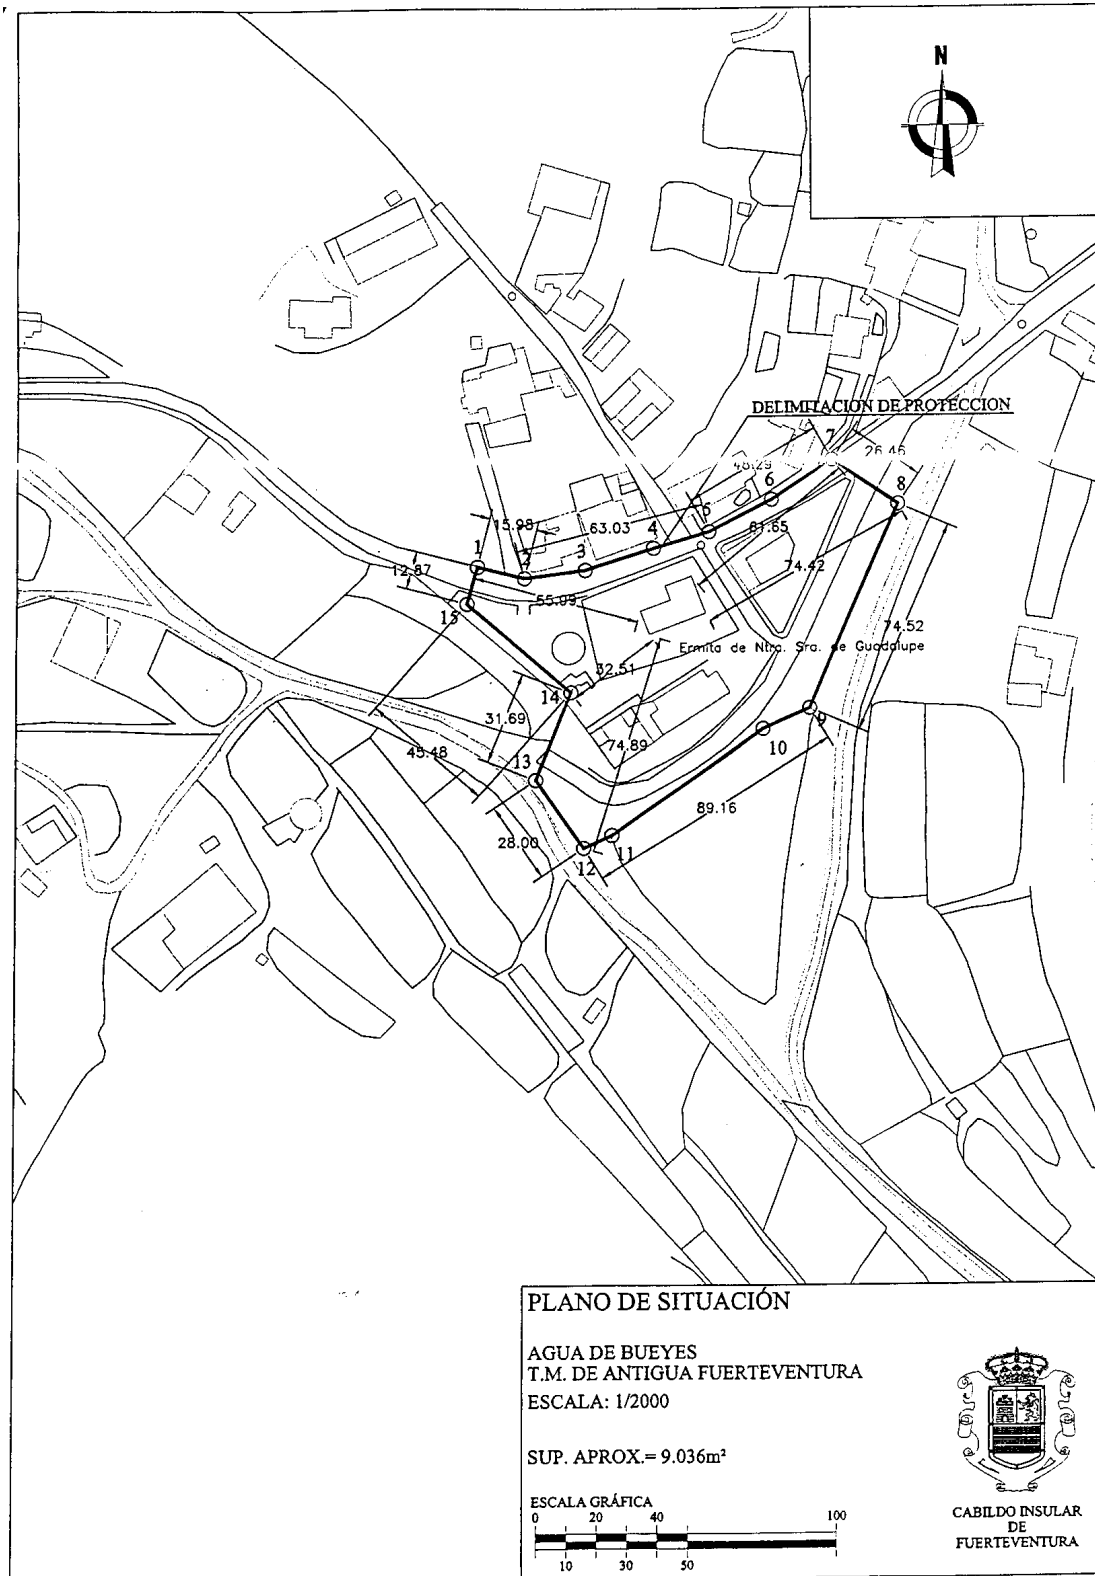 N
DELIMITACION DE PROTECCION
7
26.46
48.29
6
8
5
15.98
63.03
61.65
4
1
2
3
74.42
12.87
55.09
15
74.52
Ermita de Ntra. Sra. de Guadalupe
32.51
14
31.69
9
10
45.48
13
74.89
89.16
28.00
11
12
PLANO DE SITUACIÓN
AGUA DE BUEYES
T.M. DE ANTIGUA FUERTEVENTURA
ESCALA: 1/2000
SUP. APROX.= 9.036m²
ESCALA GRÁFICA
0 20 40 100
10 30 50
CABILDO INSULAR
DE
FUERTEVENTURA